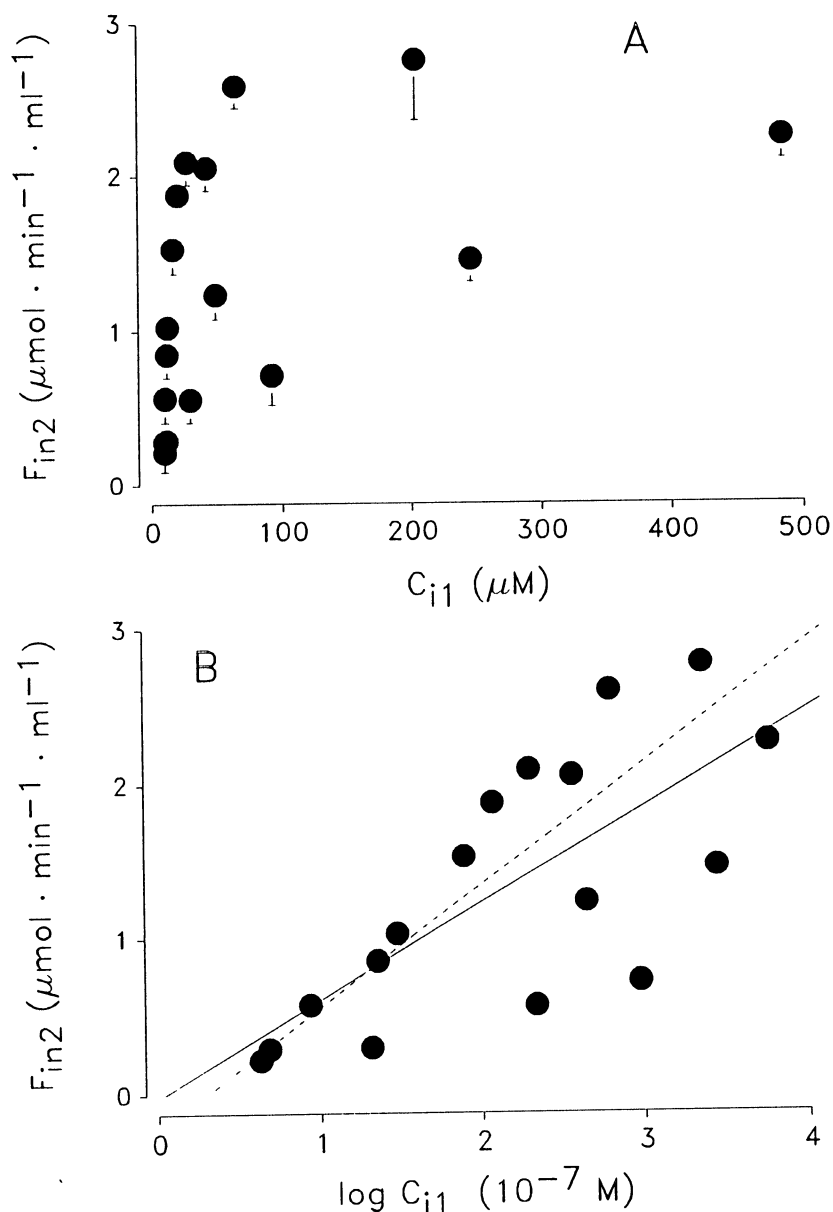 A
3
2
1
0
F_in2 (μmol · min⁻¹ · ml⁻¹)
0 100 200 300 400 500
C_i1 (μM)
B
3
2
1
0
F_in2 (μmol · min⁻¹ · ml⁻¹)
0 1 2 3 4
log C_i1 (10⁻⁷ M)